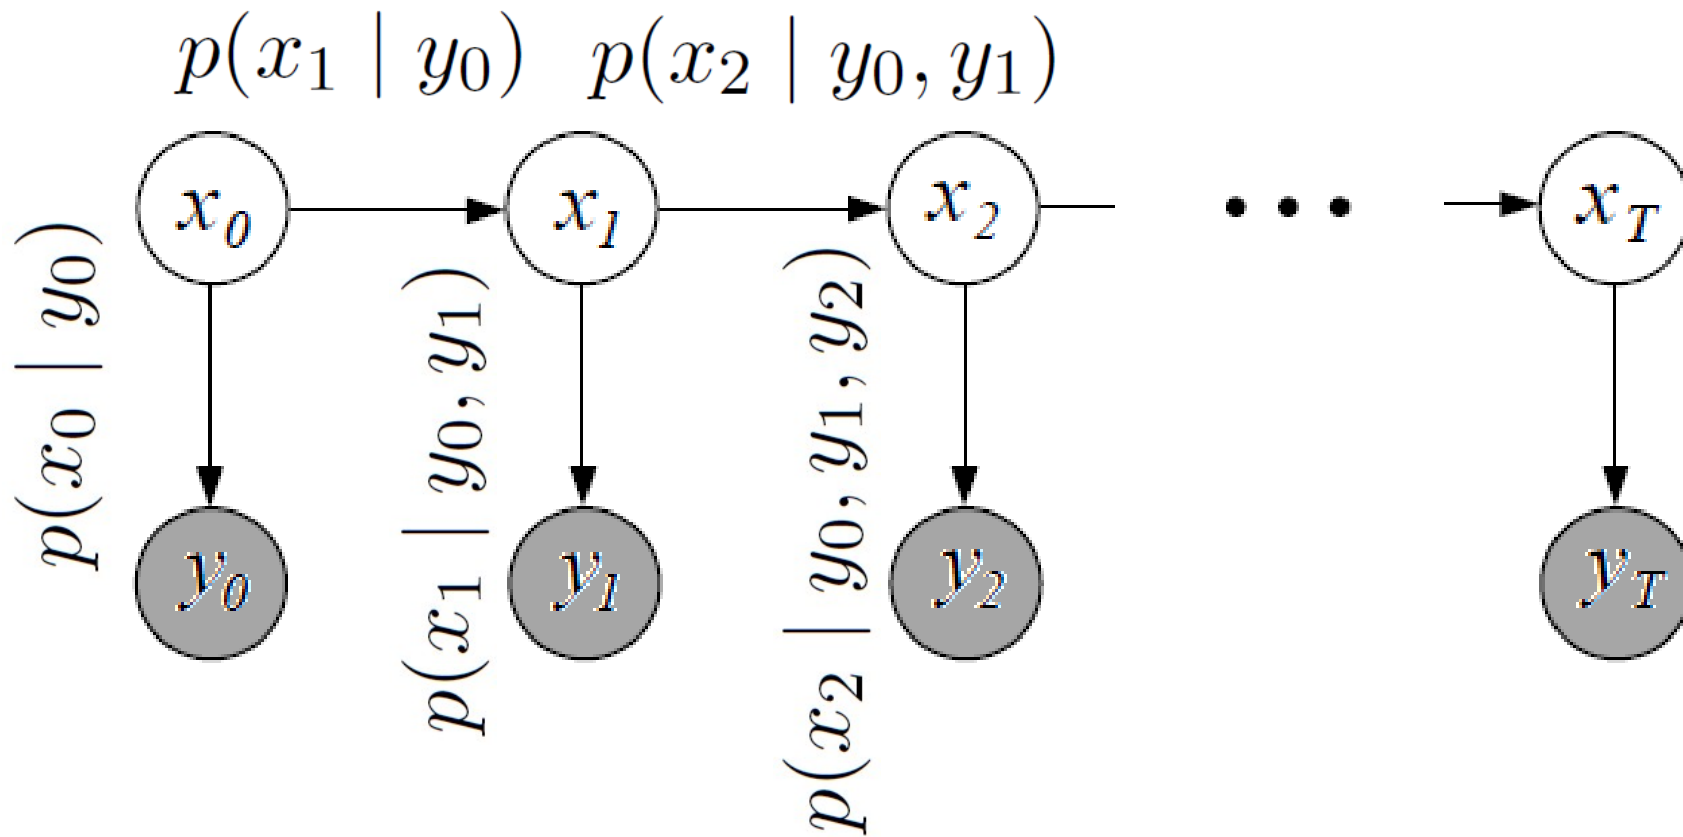 p(x₁ | y₀) p(x₂ | y₀, y₁)
x₀ x₁ x₂ ••• x_T
p(x₀ | y₀) p(x₁ | y₀, y₁) p(x₂ | y₀, y₁, y₂)
y₀ y₁ y₂ y_T